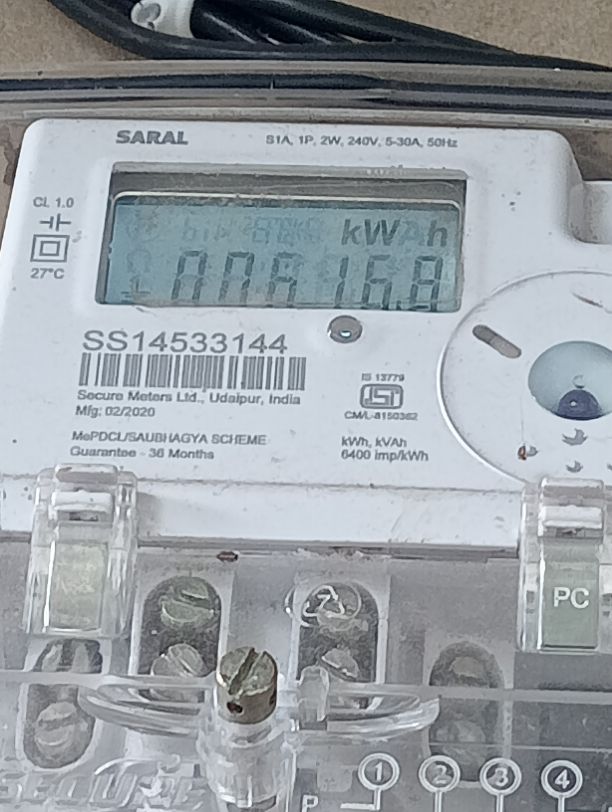 SARAL
S1A, 1P, 2W, 240V, 5-30A, 50Hz
CL 1.0
kWh
27°C
SS14533144
Secure Meters Ltd., Udaipur, India
Mfg: 02/2020
IS 13779
CM/L-8150362
MePDCL/SAUBHAGYA SCHEME
Guarantee - 36 Months
kWh, kVAh
6400 imp/kWh
PC
1 2 3 4
P